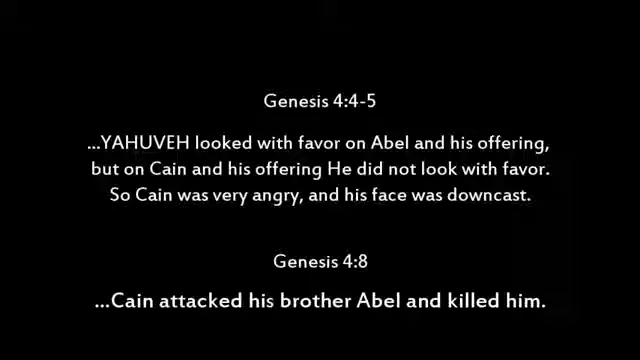 Genesis 4:4-5
...YAHUVEH looked with favor on Abel and his offering,
but on Cain and his offering He did not look with favor.
So Cain was very angry, and his face was downcast.
Genesis 4:8
...Cain attacked his brother Abel and killed him.